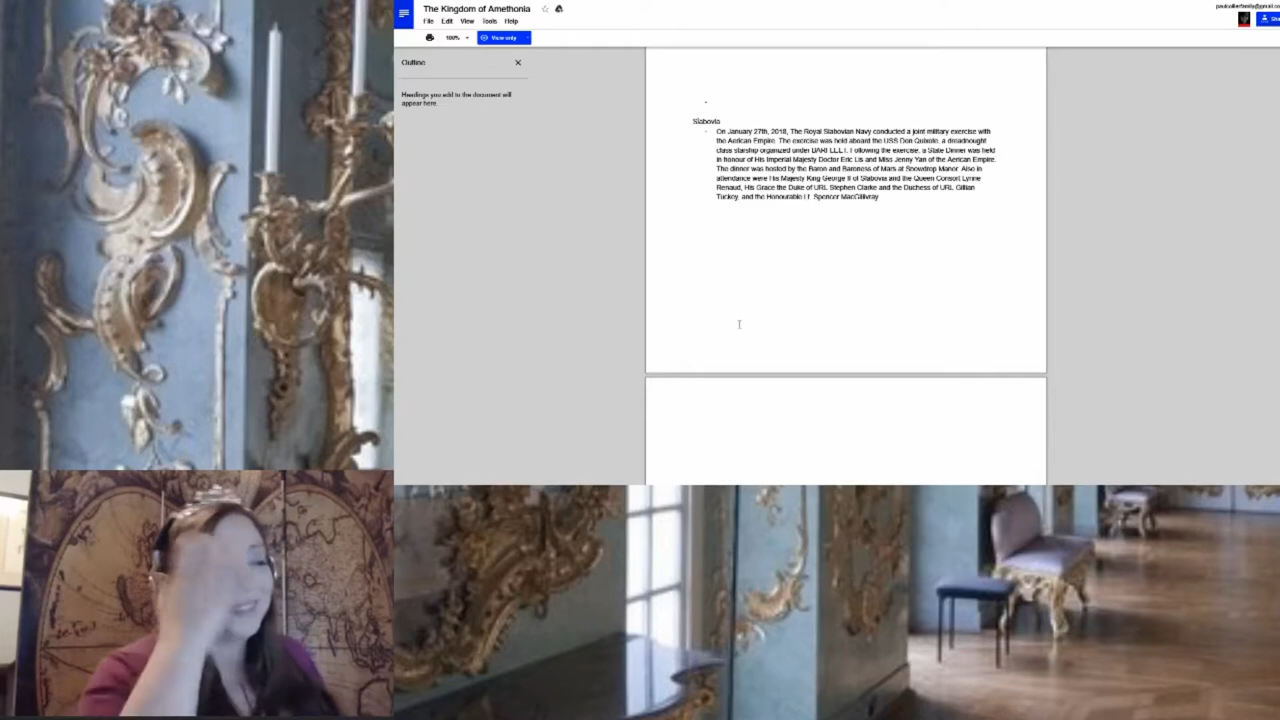 The Kingdom of Amethonia
File Edit View Tools Help
100% View only
Outline
Headings you add to the document will
appear here.
Slabovia
On January 27th, 2018, The Royal Slabovian Navy conducted a joint military exercise with
the Aerican Empire. The exercise was held aboard the USS Don Quixote, a dreadnought
class starship organized under BARFLEET. Following the exercise, a State Dinner was held
in honour of His Imperial Majesty Doctor Eric Lis and Miss Jenny Yan of the Aerican Empire.
The dinner was hosted by the Baron and Baroness of Mars at Snowdrop Manor. Also in
attendance were His Majesty King George II of Slabovia and the Queen Consort Lynne
Renaud, His Grace the Duke of URL Stephen Clarke and the Duchess of URL Gillian
Tuckey, and the Honourable Lt. Spencer MacGillivray